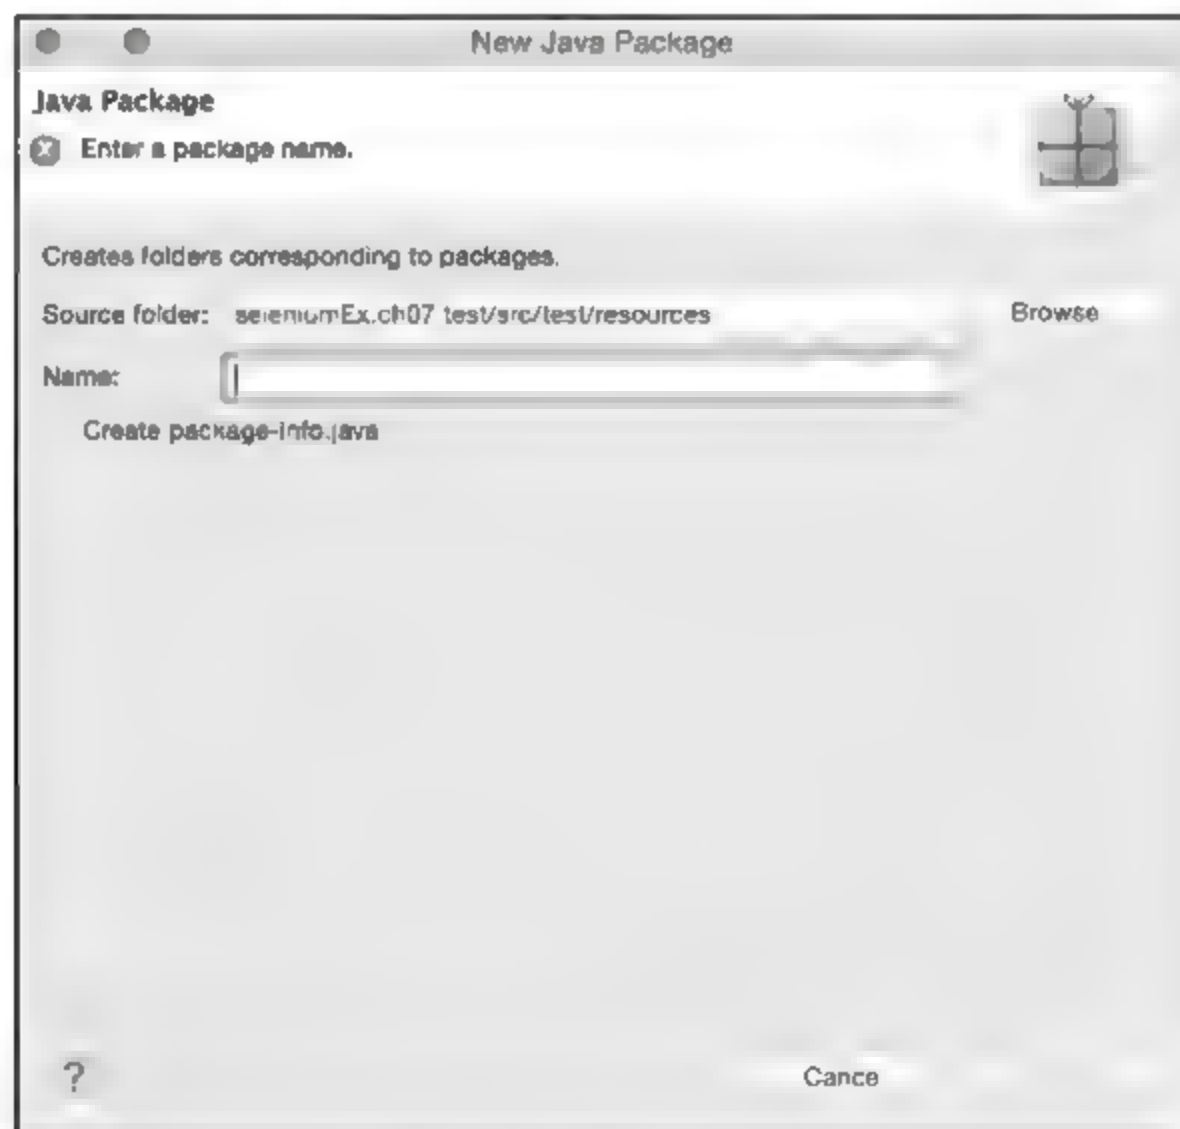 New Java Package
Java Package
Enter a package name.
Creates folders corresponding to packages.
Source folder: seleniumEx.ch07 test/src/test/resources Browse
Name:
Create package-info.java
? Cance